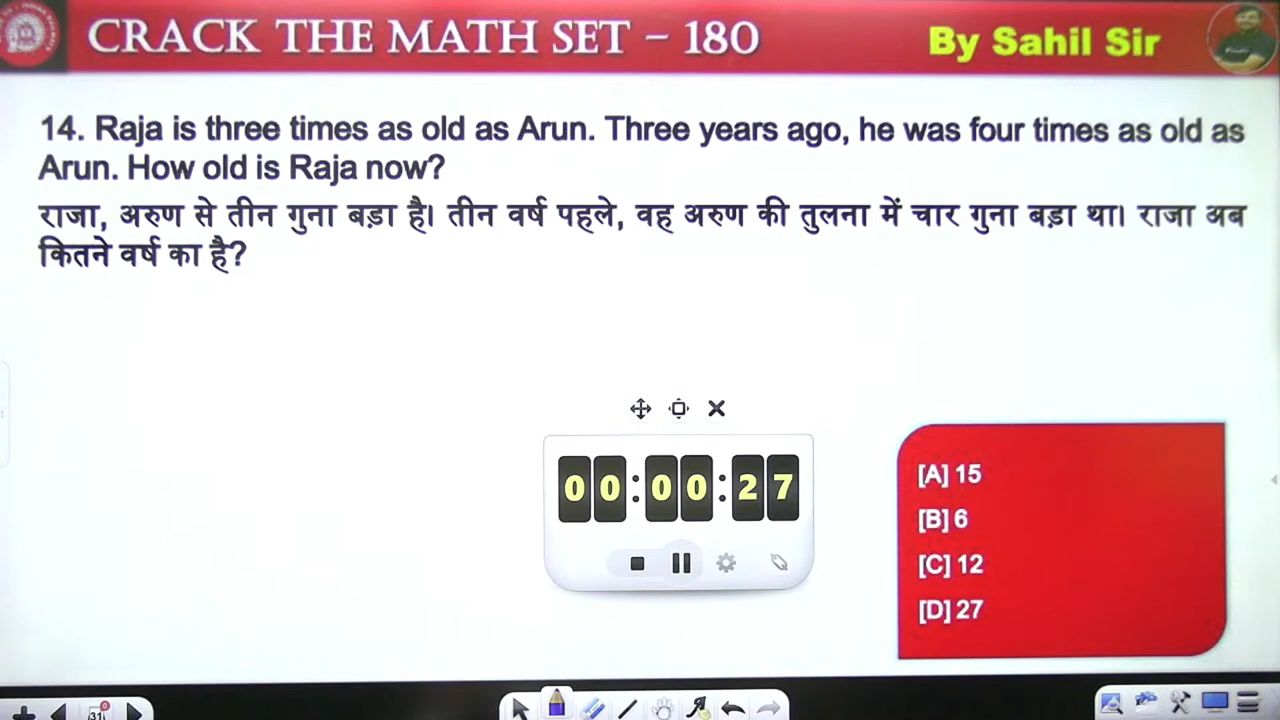 CRACK THE MATH SET – 180
By Sahil Sir
14. Raja is three times as old as Arun. Three years ago, he was four times as old as
Arun. How old is Raja now?
राजा, अरुण से तीन गुना बड़ा है। तीन वर्ष पहले, वह अरुण की तुलना में चार गुना बड़ा था। राजा अब
कितने वर्ष का है?
00:00:27
[A] 15
[B] 6
[C] 12
[D] 27
31